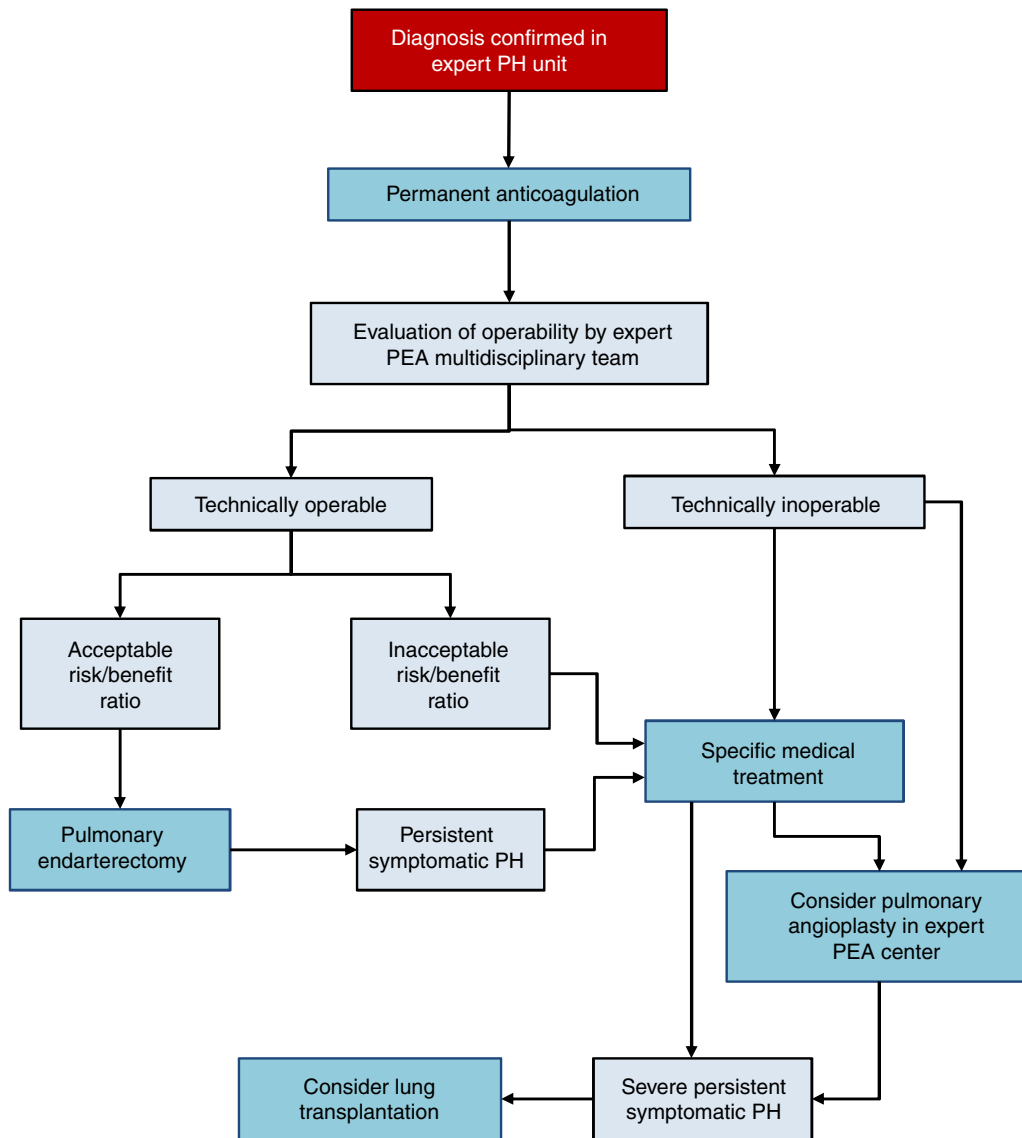 Diagnosis confirmed in
expert PH unit
Permanent anticoagulation
Evaluation of operability by expert
PEA multidisciplinary team
Technically operable
Technically inoperable
Acceptable
risk/benefit
ratio
Inacceptable
risk/benefit
ratio
Specific medical
treatment
Pulmonary
endarterectomy
Persistent
symptomatic PH
Consider pulmonary
angioplasty in expert
PEA center
Consider lung
transplantation
Severe persistent
symptomatic PH